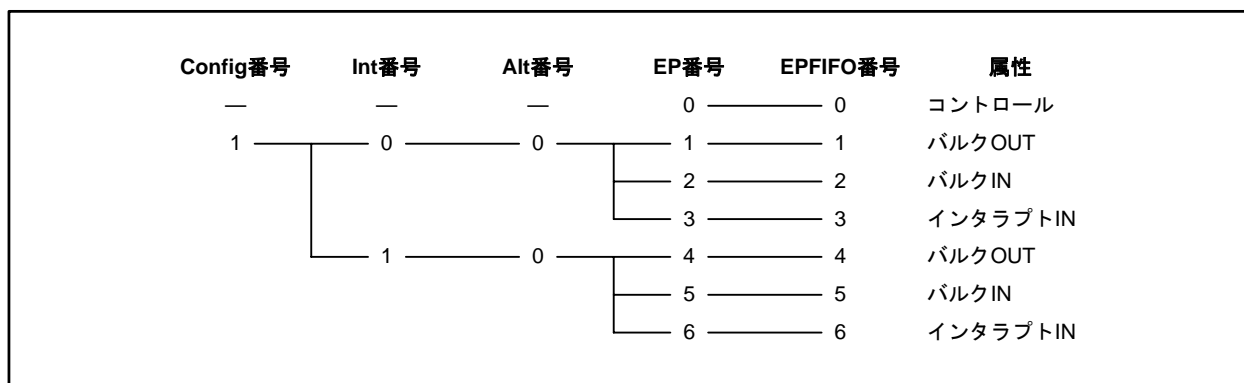 Config番号 Int番号 Alt番号 EP番号 EPFIFO番号 属性
— — — 0 0 コントロール
1 0 0 1 1 バルクOUT
2 2 バルクIN
3 3 インタラプトIN
1 0 4 4 バルクOUT
5 5 バルクIN
6 6 インタラプトIN